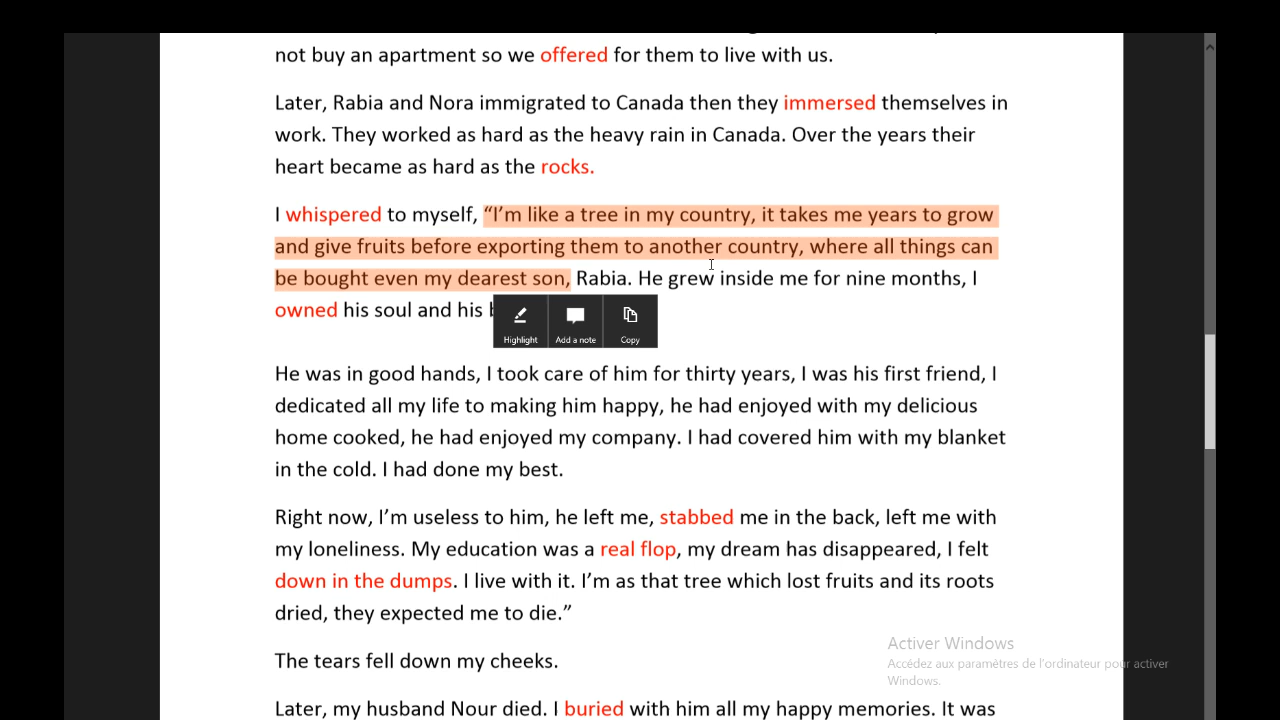 not buy an apartment so we offered for them to live with us.
Later, Rabia and Nora immigrated to Canada then they immersed themselves in
work. They worked as hard as the heavy rain in Canada. Over the years their
heart became as hard as the rocks.
I whispered to myself, “I’m like a tree in my country, it takes me years to grow
and give fruits before exporting them to another country, where all things can
be bought even my dearest son, Rabia. He grew inside me for nine months, I
owned his soul and his
Highlight Add a note Copy
He was in good hands, I took care of him for thirty years, I was his first friend, I
dedicated all my life to making him happy, he had enjoyed with my delicious
home cooked, he had enjoyed my company. I had covered him with my blanket
in the cold. I had done my best.
Right now, I’m useless to him, he left me, stabbed me in the back, left me with
my loneliness. My education was a real flop, my dream has disappeared, I felt
down in the dumps. I live with it. I’m as that tree which lost fruits and its roots
dried, they expected me to die.”
Activer Windows
Accédez aux paramètres de l'ordinateur pour activer
Windows.
The tears fell down my cheeks.
Later, my husband Nour died. I buried with him all my happy memories. It was